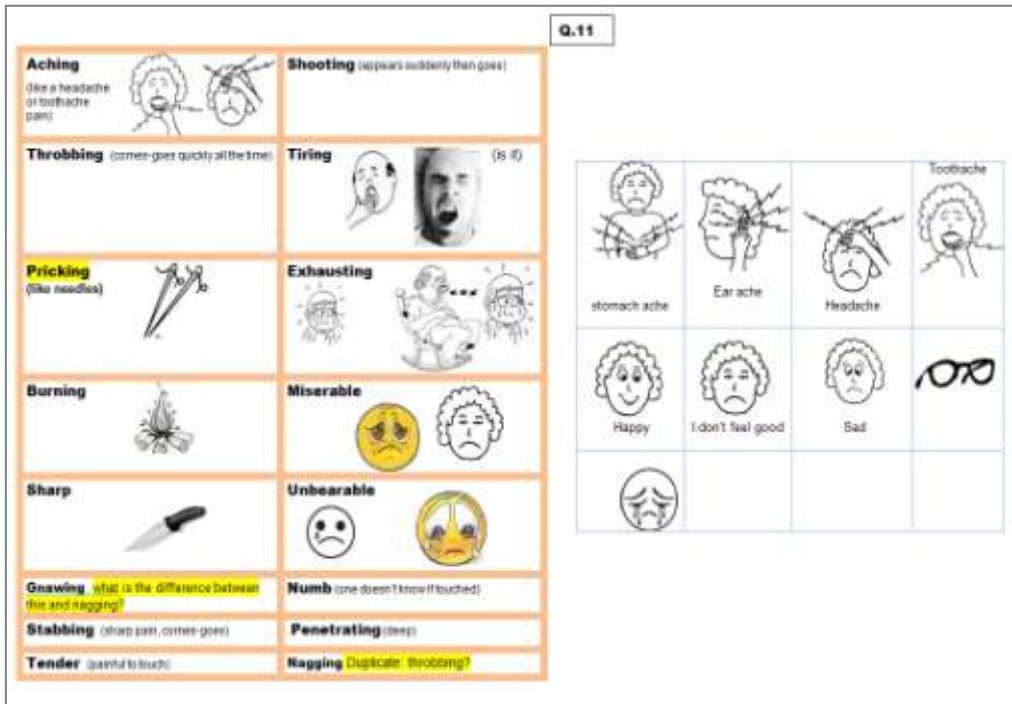 Q.11
Aching
(like a headache
or toothache
pain)
Shooting (appears suddenly then goes)
Throbbing (comes-goes quickly all the time)
Tiring (is it)
Pricking
(like needles)
Exhausting
Burning
Miserable
Sharp
Unbearable
Gnawing what is the difference between
this and nagging?
Numb (one doesn't know if touched)
Stabbing (sharp pain, comes-goes)
Penetrating (deep)
Tender (painful to touch)
Nagging Duplicate: throbbing?
stomach ache
Ear ache
Headache
Toothache
Happy
I don't feel good
Sad